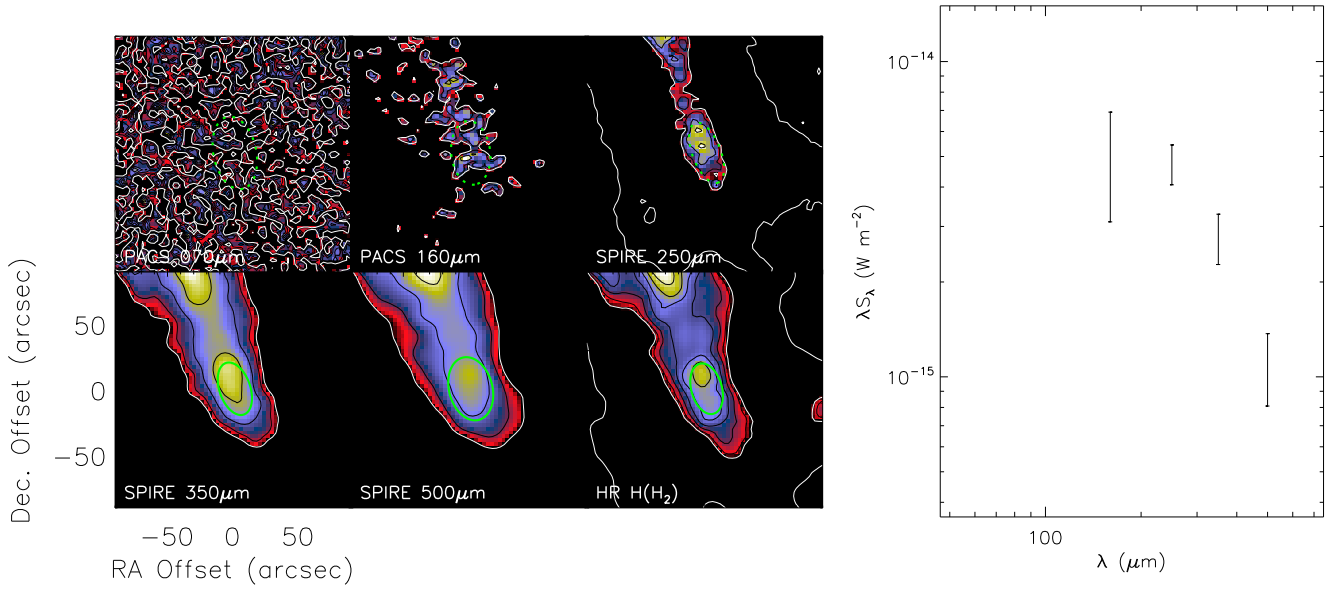 PACS 070μm
PACS 160μm
SPIRE 250μm
SPIRE 350μm
SPIRE 500μm
HR H(H₂)
Dec. Offset (arcsec)
50
0
−50
−50 0 50
RA Offset (arcsec)
λS_λ (W m⁻²)
10⁻¹⁴
10⁻¹⁵
100
λ (μm)